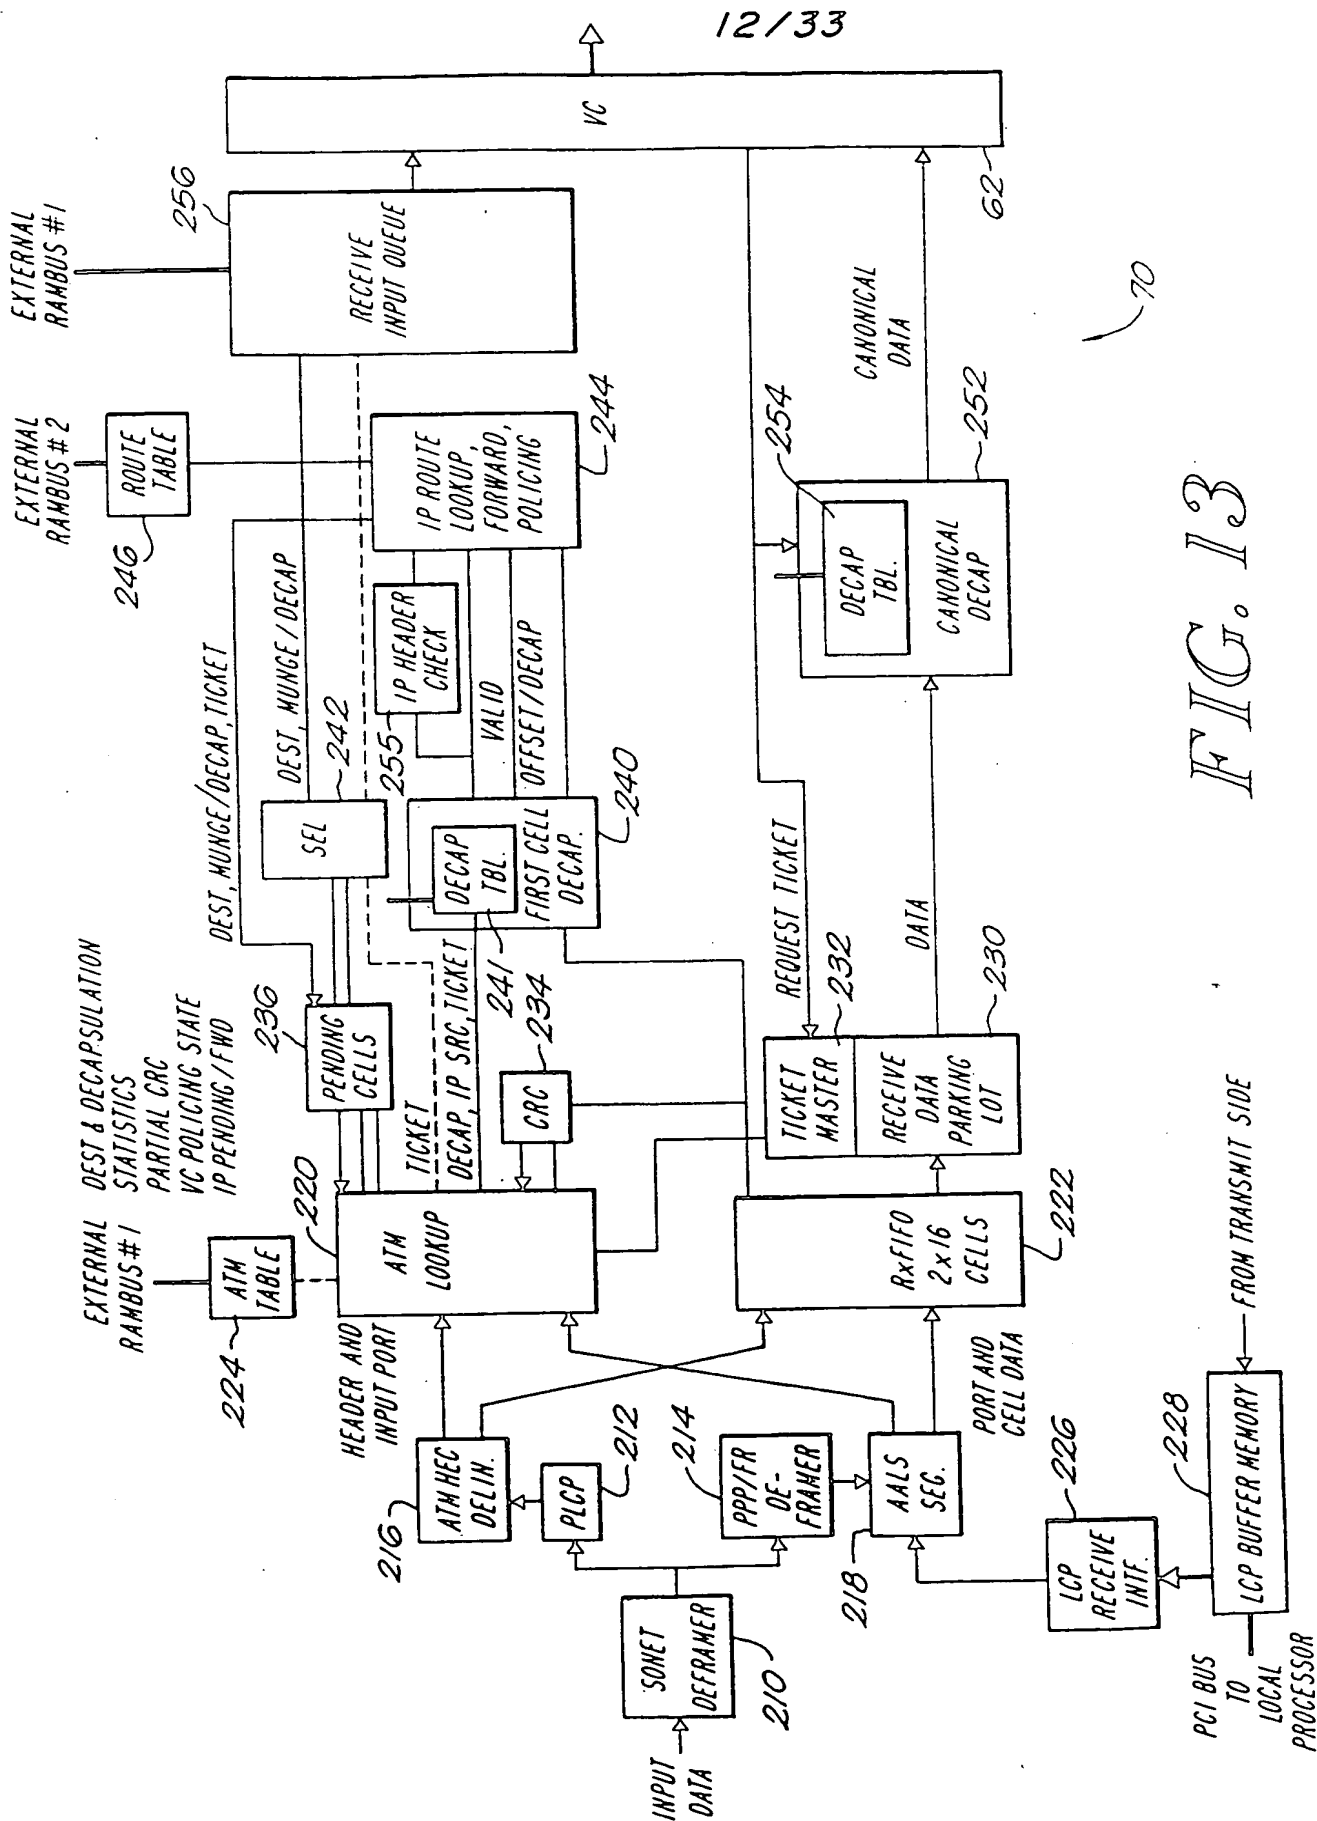 12/33
EXTERNAL
RAMBUS #1
DEST & DECAPSULATION
STATISTICS
PARTIAL CRC
VC POLICING STATE
IP PENDING/FWD
EXTERNAL
RAMBUS # 2
EXTERNAL
RAMBUS #1
224
ATM
TABLE
220
236
246
ROUTE
TABLE
256
HEADER AND
INPUT PORT
ATM
LOOKUP
PENDING
CELLS
DEST, MUNGE/DECAP, TICKET
SEL
242
DEST, MUNGE/DECAP
RECEIVE
INPUT QUEUE
TICKET
DECAP, IP SRC, TICKET
241
DECAP
TBL.
FIRST CELL
DECAP.
240
255
IP HEADER
CHECK
VALID
OFFSET/DECAP
IP ROUTE
LOOKUP,
FORWARD,
POLICING
244
VC
62
216
ATM HEC
DELIN.
PLCP
212
CRC
234
INPUT
DATA
SONET
DEFRAMER
210
PPP/FR
DE-
FRAMER
214
218
AALS
SEG.
PORT AND
CELL DATA
RxFIFO
2x16
CELLS
222
TICKET
MASTER
232
RECEIVE
DATA
PARKING
LOT
230
REQUEST TICKET
DATA
254
DECAP
TBL.
CANONICAL
DECAP
252
CANONICAL
DATA
70
LCP
RECEIVE
INTF.
226
PCI BUS
TO
LOCAL
PROCESSOR
LCP BUFFER MEMORY
228
FROM TRANSMIT SIDE
FIG. 13